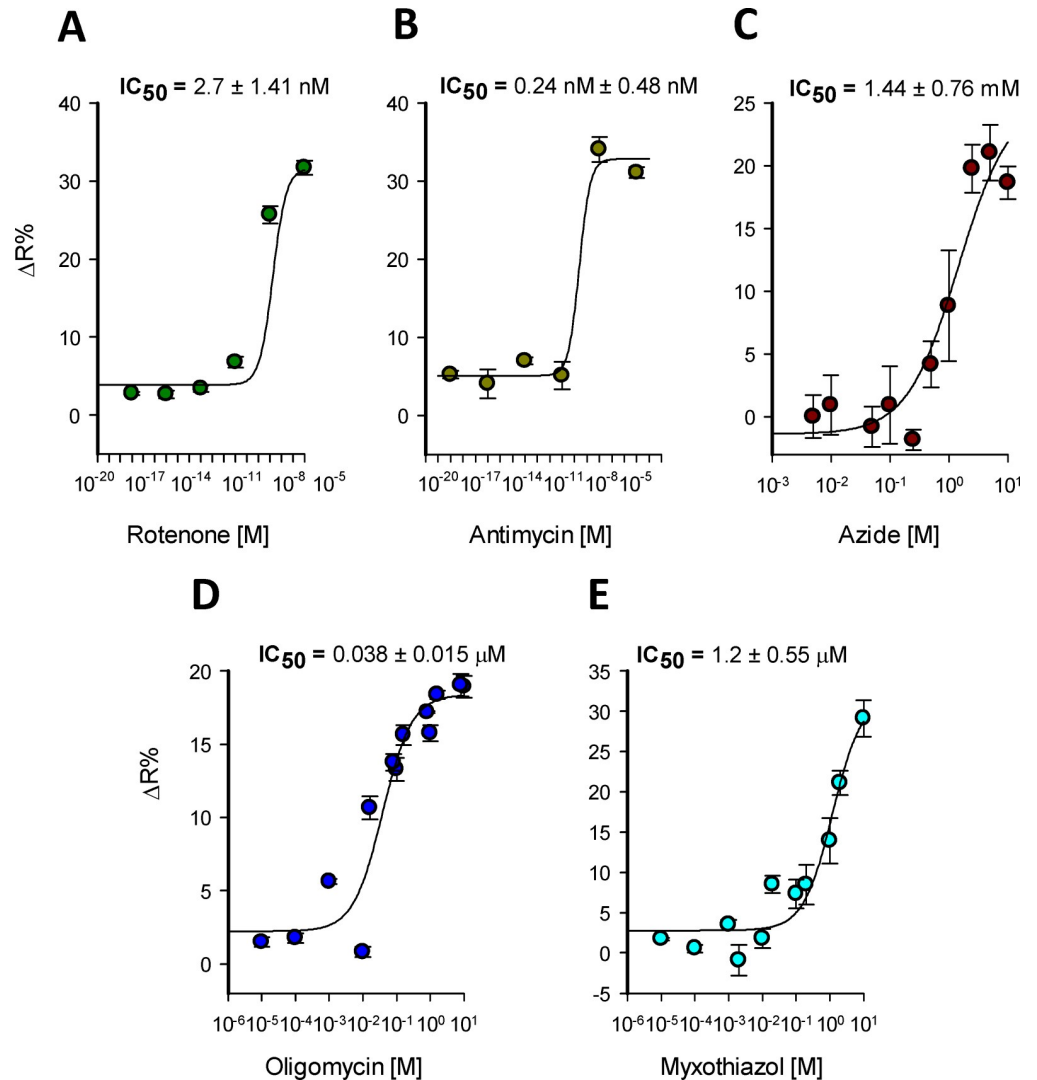 A
B
C
IC50 = 2.7 ± 1.41 nM
IC50 = 0.24 nM ± 0.48 nM
IC50 = 1.44 ± 0.76 mM
40
30
20
10
0
ΔR%
10-20 10-17 10-14 10-11 10-8 10-5
Rotenone [M]
40
30
20
10
0
10-20 10-17 10-14 10-11 10-8 10-5
Antimycin [M]
25
20
15
10
5
0
10-3 10-2 10-1 100 101
Azide [M]
D
E
IC50 = 0.038 ± 0.015 μM
IC50 = 1.2 ± 0.55 μM
20
15
10
5
0
ΔR%
10-6 10-5 10-4 10-3 10-2 10-1 100 101
Oligomycin [M]
35
30
25
20
15
10
5
0
-5
10-6 10-5 10-4 10-3 10-2 10-1 100 101
Myxothiazol [M]